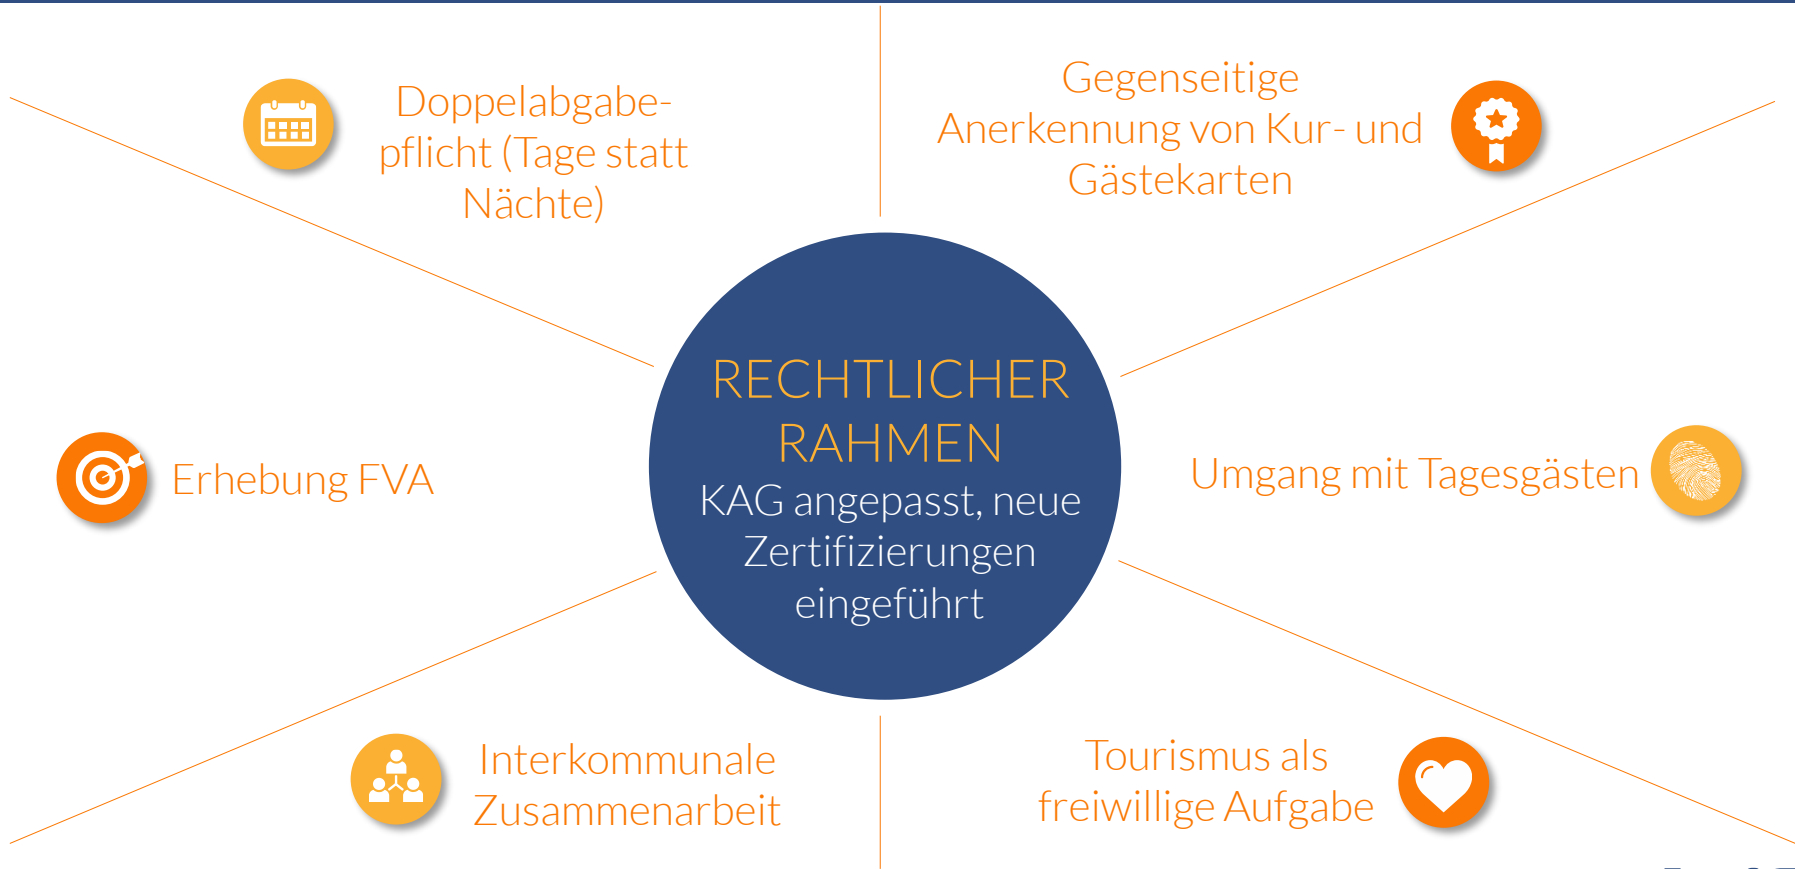 Doppelabgabe-
pflicht (Tage statt
Nächte)
Gegenseitige
Anerkennung von Kur- und
Gästekarten
Erhebung FVA
RECHTLICHER
RAHMEN
KAG angepasst, neue
Zertifizierungen
eingeführt
Umgang mit Tagesgästen
Interkommunale
Zusammenarbeit
Tourismus als
freiwillige Aufgabe